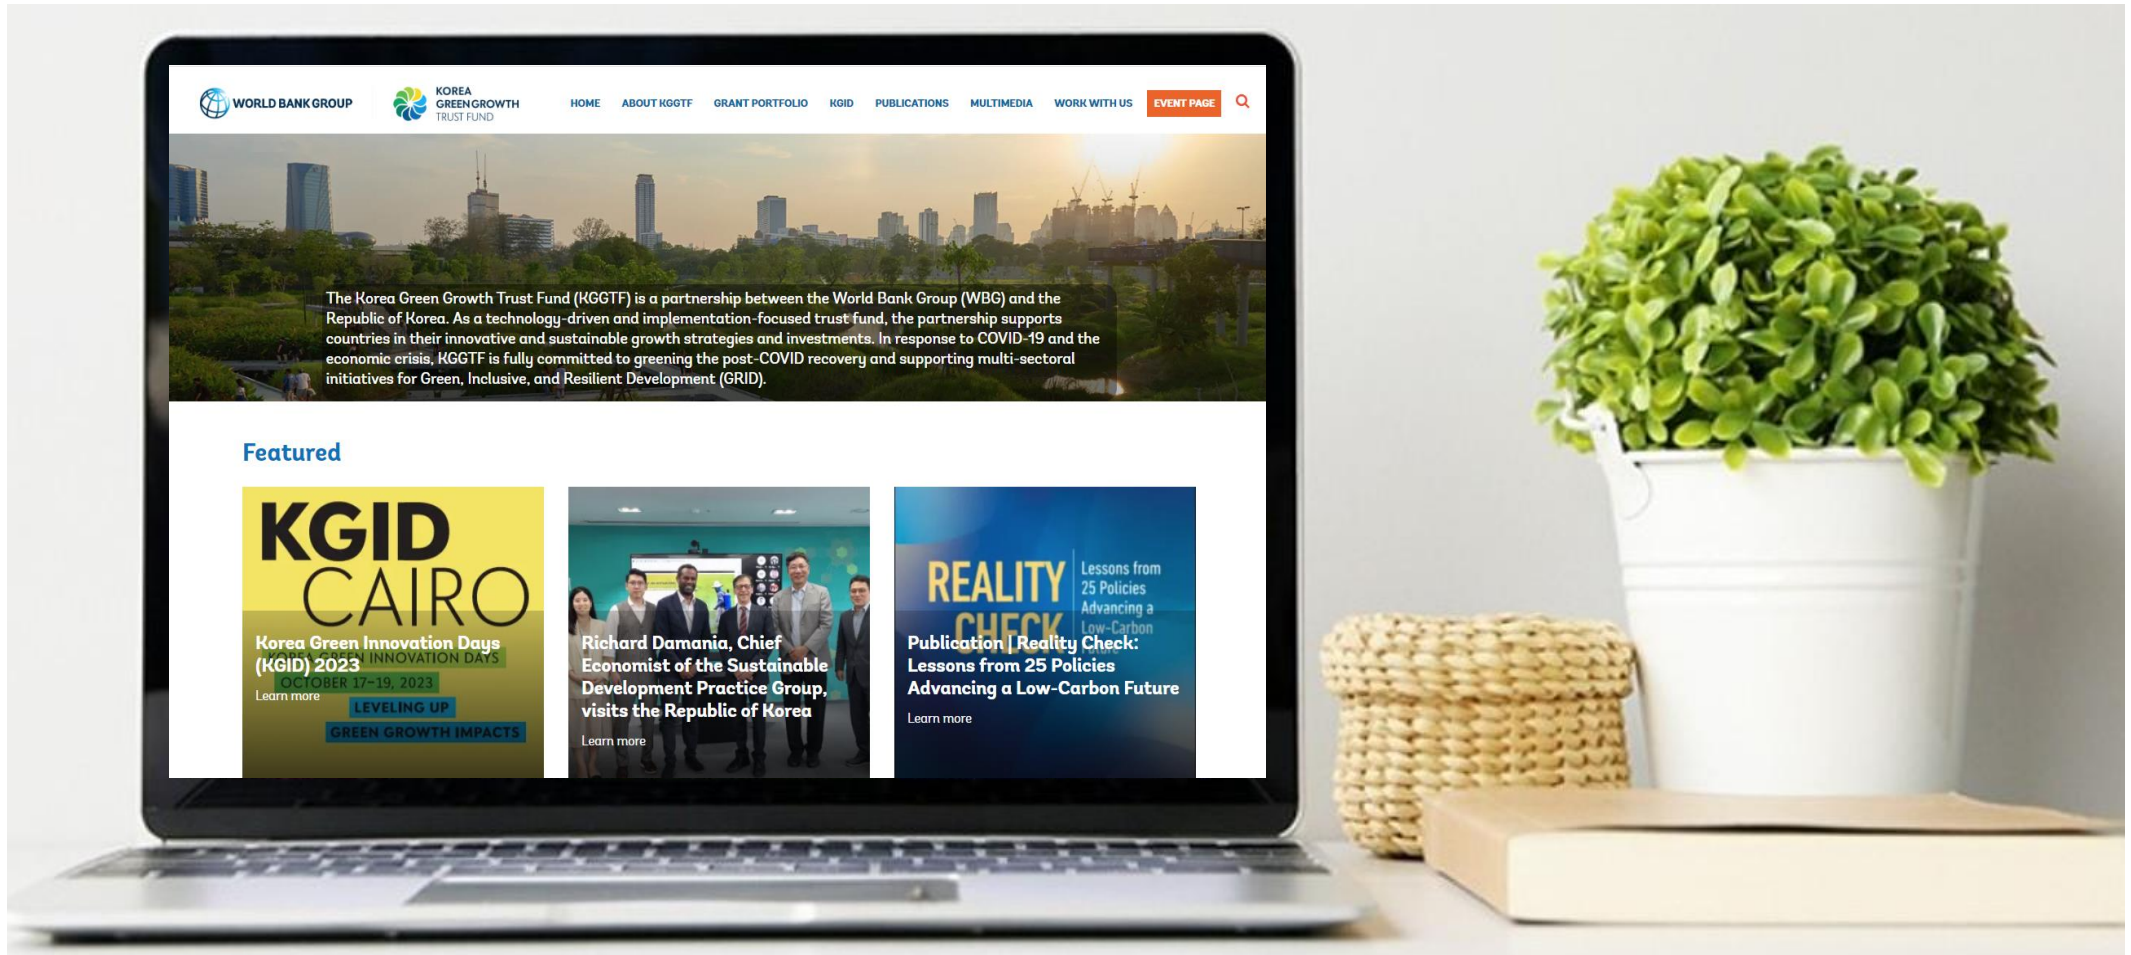 WORLD BANK GROUP
KOREA
GREEN GROWTH
TRUST FUND
HOME ABOUT KGGTF GRANT PORTFOLIO KGID PUBLICATIONS MULTIMEDIA WORK WITH US EVENT PAGE
The Korea Green Growth Trust Fund (KGGTF) is a partnership between the World Bank Group (WBG) and the
Republic of Korea. As a technology-driven and implementation-focused trust fund, the partnership supports
countries in their innovative and sustainable growth strategies and investments. In response to COVID-19 and the
economic crisis, KGGTF is fully committed to greening the post-COVID recovery and supporting multi-sectoral
initiatives for Green, Inclusive, and Resilient Development (GRID).
Featured
KGID
CAIRO
Korea Green Innovation Days
(KGID) 2023
KOREA GREEN INNOVATION DAYS
OCTOBER 17-19, 2023
Learn more
LEVELING UP
GREEN GROWTH IMPACTS
Richard Damania, Chief
Economist of the Sustainable
Development Practice Group,
visits the Republic of Korea
Learn more
REALITY
CHECK
Lessons from
25 Policies
Advancing a
Low-Carbon
Future
Publication | Reality Check:
Lessons from 25 Policies
Advancing a Low-Carbon Future
Learn more